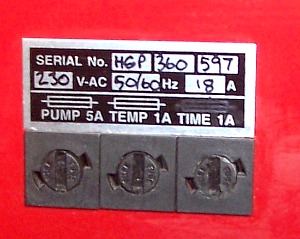 SERIAL No. HGP 360 597
230 V-AC 50/60 Hz 18 A
PUMP 5A TEMP 1A TIME 1A